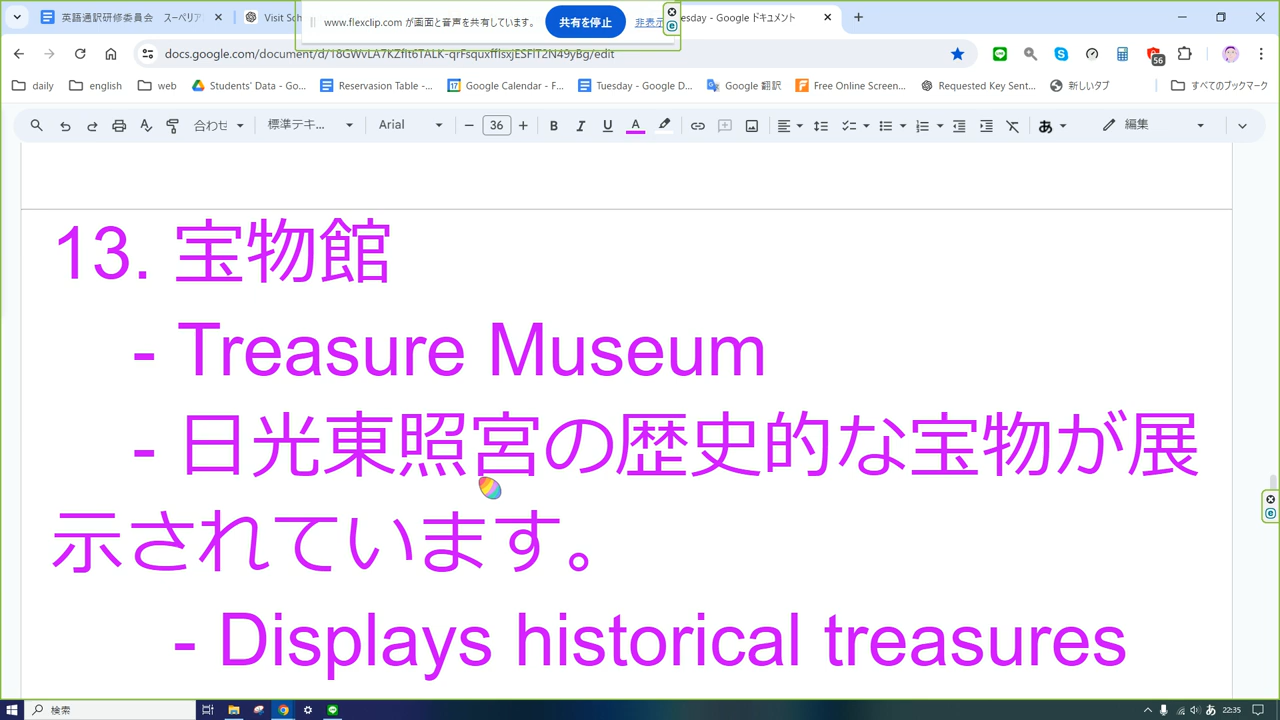 英語通訳研修委員会 スーペリア
Visit Sch
www.flexclip.com が画面と音声を共有しています。
共有を停止
非表示
esday - Google ドキュメント
docs.google.com/document/d/
/edit
56
daily
english
web
Students' Data - Go...
Reservasion Table -...
Google Calendar - F...
Tuesday - Google D...
Google 翻訳
Free Online Screen...
Requested Key Sent...
新しいタブ
すべてのブックマーク
合わせ
標準テキ...
Arial
36
編集
13. 宝物館
- Treasure Museum
- 日光東照宮の歴史的な宝物が展
示されています。
- Displays historical treasures
検索
あ
22:35